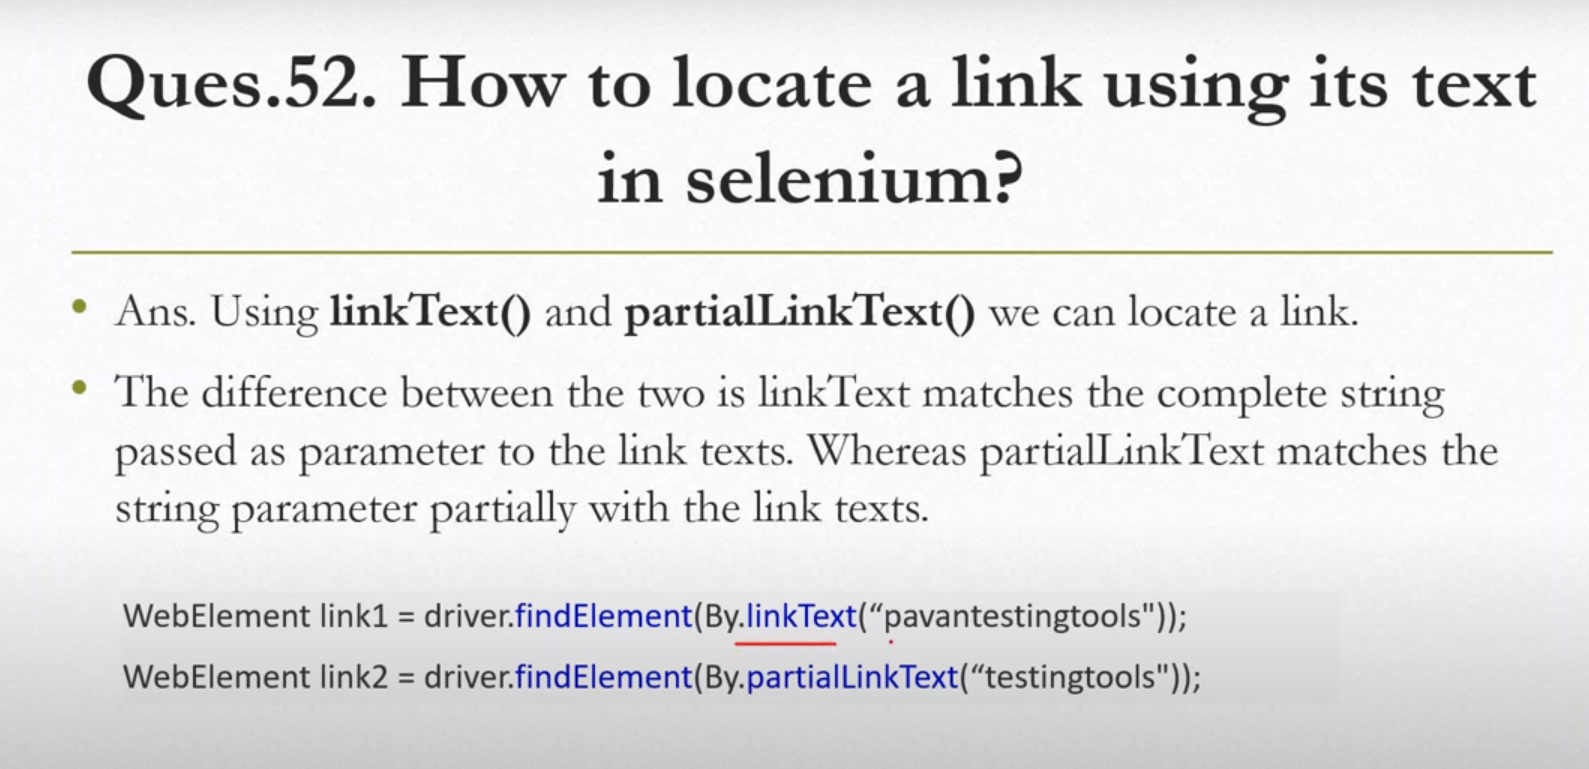 Ques.52. How to locate a link using its text
in selenium?
• Ans. Using linkText() and partialLinkText() we can locate a link.
• The difference between the two is linkText matches the complete string
passed as parameter to the link texts. Whereas partialLinkText matches the
string parameter partially with the link texts.
WebElement link1 = driver.findElement(By.linkText(“pavantestingtools"));
WebElement link2 = driver.findElement(By.partialLinkText(“testingtools"));